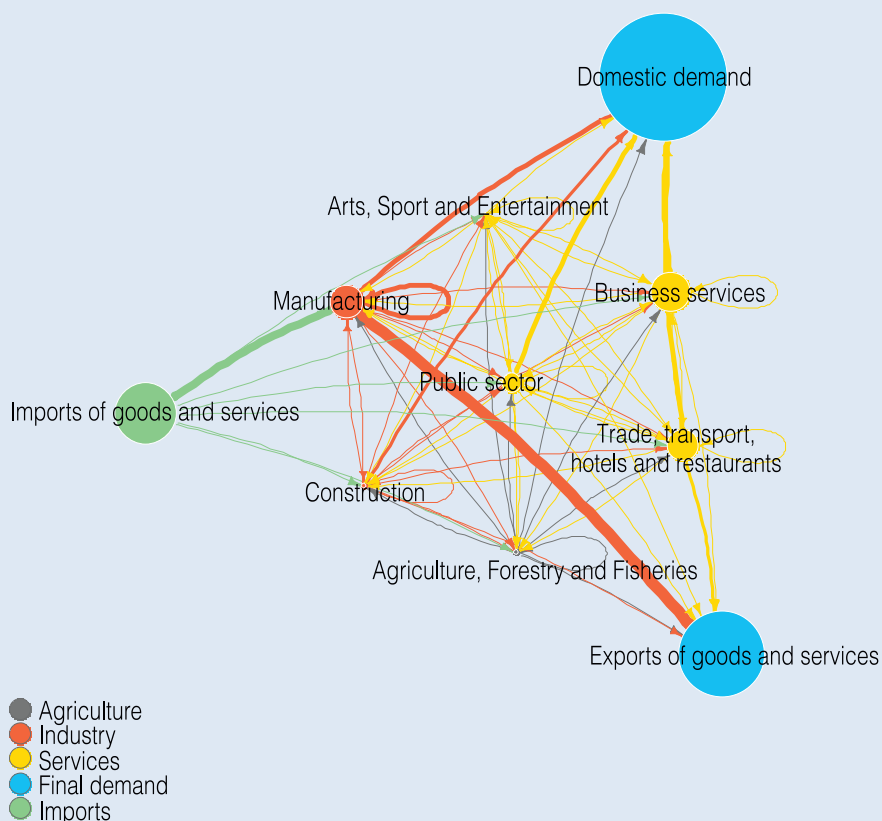 Domestic demand
Arts, Sport and Entertainment
Manufacturing
Business services
Public sector
Imports of goods and services
Trade, transport,
hotels and restaurants
Construction
Agriculture, Forestry and Fisheries
Exports of goods and services
Agriculture
Industry
Services
Final demand
Imports